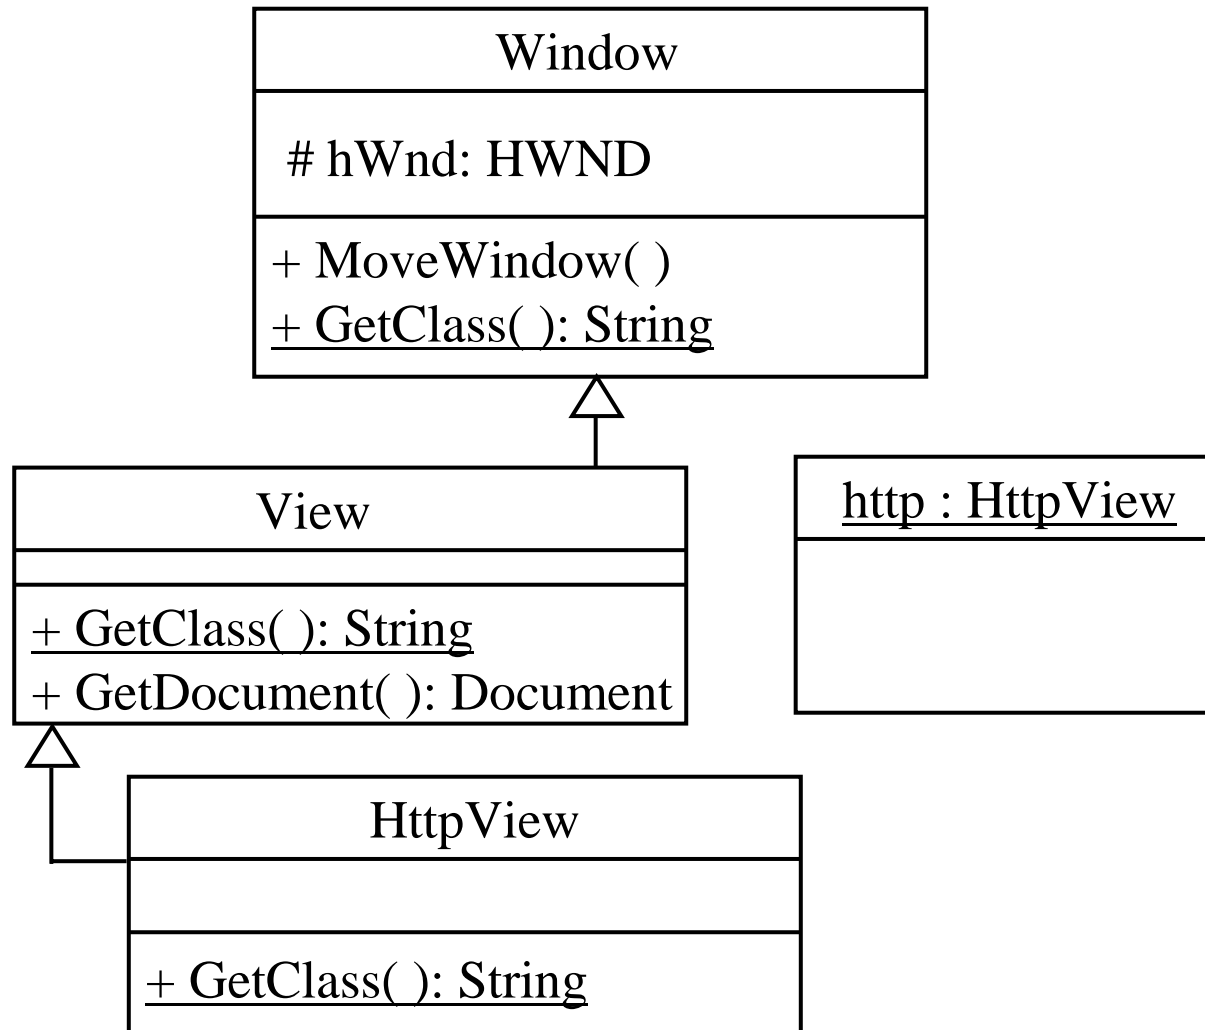 Window
# hWnd: HWND
+ MoveWindow( )
+ GetClass( ): String
View
+ GetClass( ): String
+ GetDocument( ): Document
http : HttpView
HttpView
+ GetClass( ): String